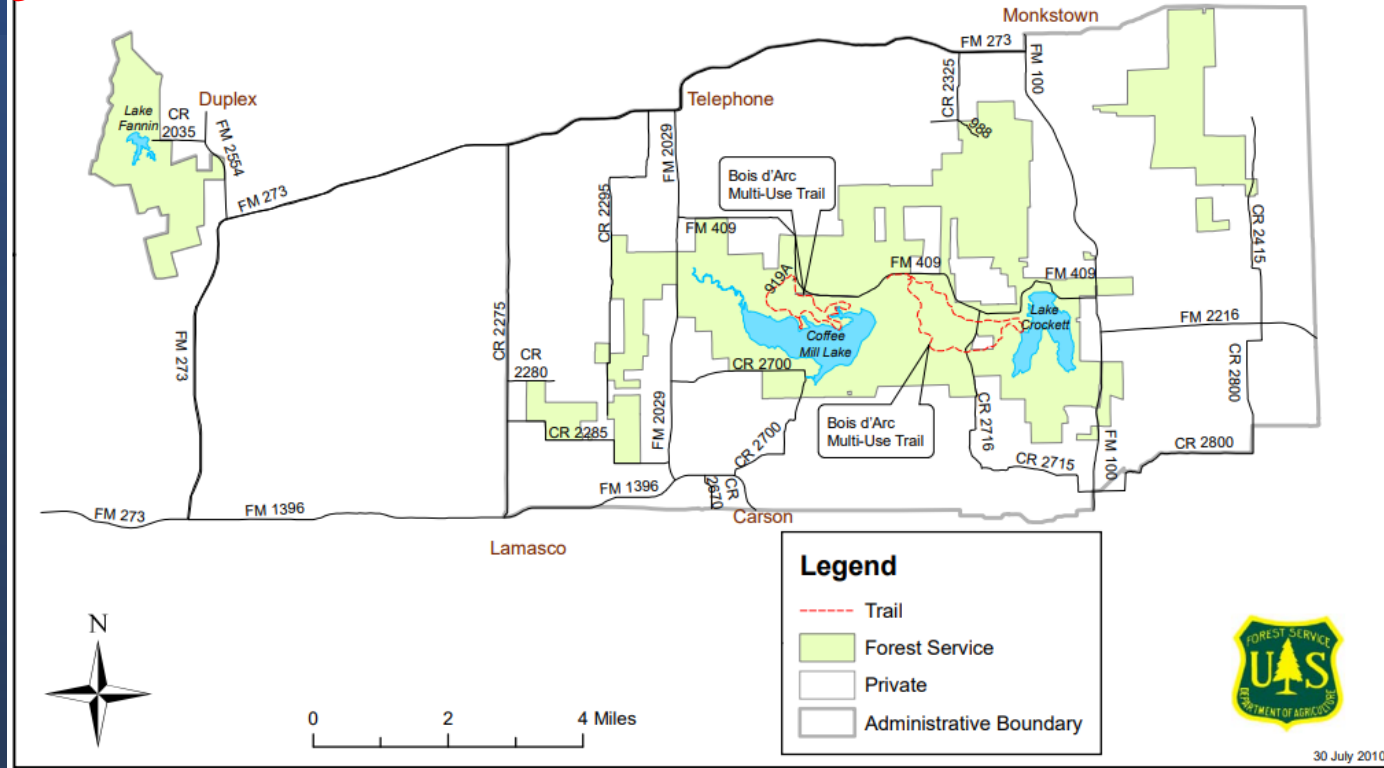 Monkstown
FM 273
FM 100
CR 2325
988
Duplex
Lake
Fannin
CR
2035
FM 2554
Telephone
FM 2029
FM 273
Bois d'Arc
Multi-Use Trail
CR 2295
FM 409
919A
FM 409
FM 409
CR 2415
FM 2216
Lake
Crockett
Coffee
Mill Lake
FM 273
CR 2275
CR
2280
CR 2700
CR 2800
CR 2285
FM 2029
CR 2700
Bois d'Arc
Multi-Use Trail
CR 2716
CR 2715
FM 100
CR 2800
FM 1396
CR
2670
FM 273
FM 1396
Carson
Lamasco
Legend
Trail
Forest Service
Private
Administrative Boundary
N
0 2 4 Miles
FOREST SERVICE
U S
DEPARTMENT OF AGRICULTURE
30 July 2010